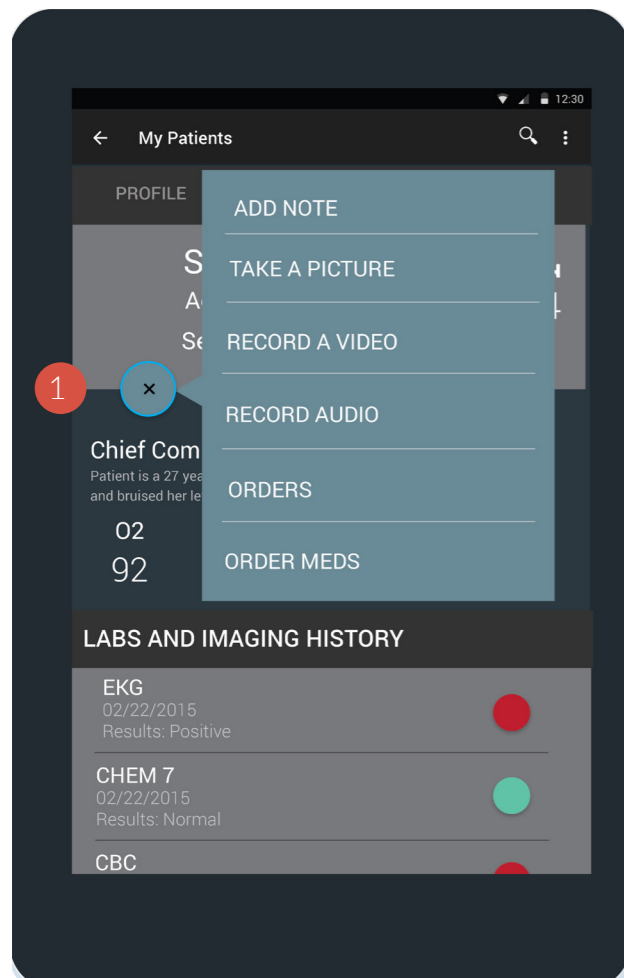 12:30
My Patients
PROFILE
ADD NOTE
TAKE A PICTURE
RECORD A VIDEO
RECORD AUDIO
ORDERS
ORDER MEDS
1
Chief Com
Patient is a 27 yea
and bruised her le
O2
92
LABS AND IMAGING HISTORY
EKG
02/22/2015
Results: Positive
CHEM 7
02/22/2015
Results: Normal
CBC